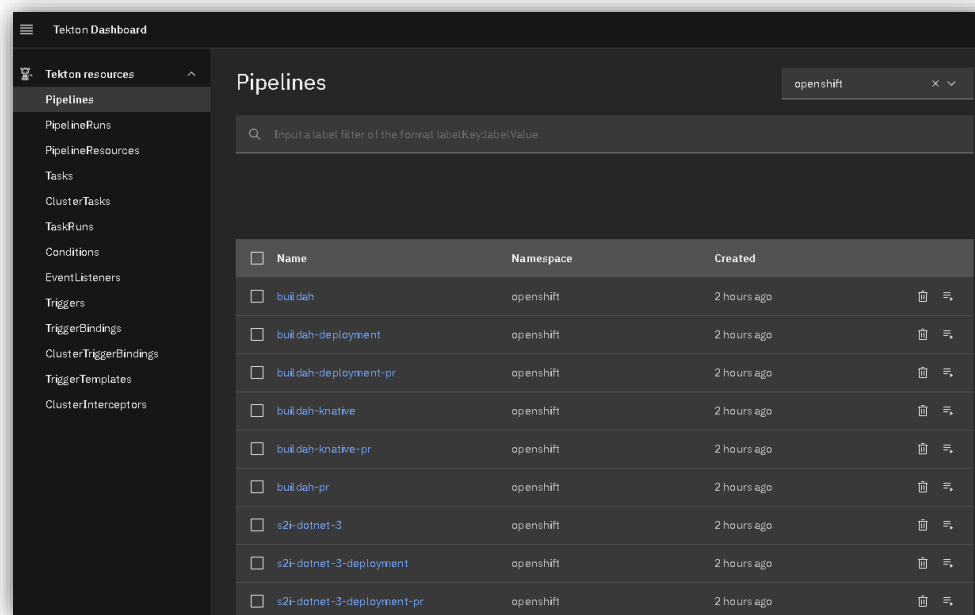 Tekton Dashboard
Tekton resources
Pipelines
PipelineRuns
PipelineResources
Tasks
ClusterTasks
TaskRuns
Conditions
EventListeners
Triggers
TriggerBindings
ClusterTriggerBindings
TriggerTemplates
ClusterInterceptors
Pipelines
openshift
Input a label filter of the format labelKey:labelValue
Name Namespace Created
buildah openshift 2 hours ago
buildah-deployment openshift 2 hours ago
buildah-deployment-pr openshift 2 hours ago
buildah-knative openshift 2 hours ago
buildah-knative-pr openshift 2 hours ago
buildah-pr openshift 2 hours ago
s2i-dotnet-3 openshift 2 hours ago
s2i-dotnet-3-deployment openshift 2 hours ago
s2i-dotnet-3-deployment-pr openshift 2 hours ago